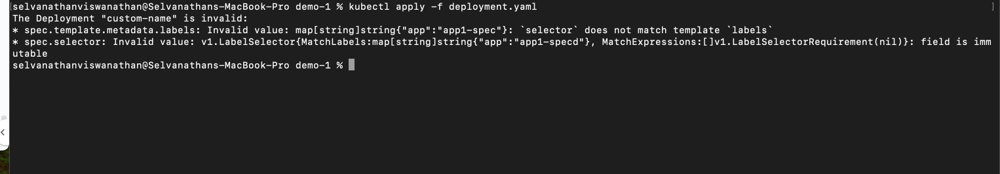 [selvanathanviswanathan@Selvanathans-MacBook-Pro demo-1 % kubectl apply -f deployment.yaml ]
The Deployment "custom-name" is invalid:
* spec.template.metadata.labels: Invalid value: map[string]string{"app":"app1-spec"}: `selector` does not match template `labels`
* spec.selector: Invalid value: v1.LabelSelector{MatchLabels:map[string]string{"app":"app1-specd"}, MatchExpressions:[]v1.LabelSelectorRequirement(nil)}: field is imm
utable
selvanathanviswanathan@Selvanathans-MacBook-Pro demo-1 %